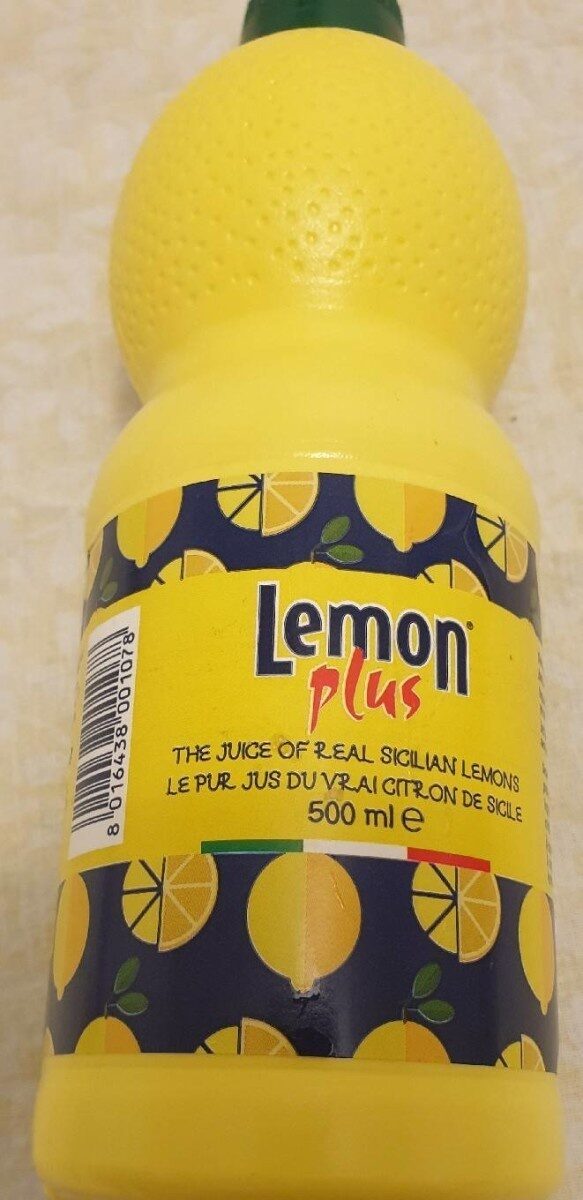 Lemon®
plus
THE JUICE OF REAL SICILIAN LEMONS
LE PUR JUS DU VRAI CITRON DE SICILE
500 ml e
8 016438 001078